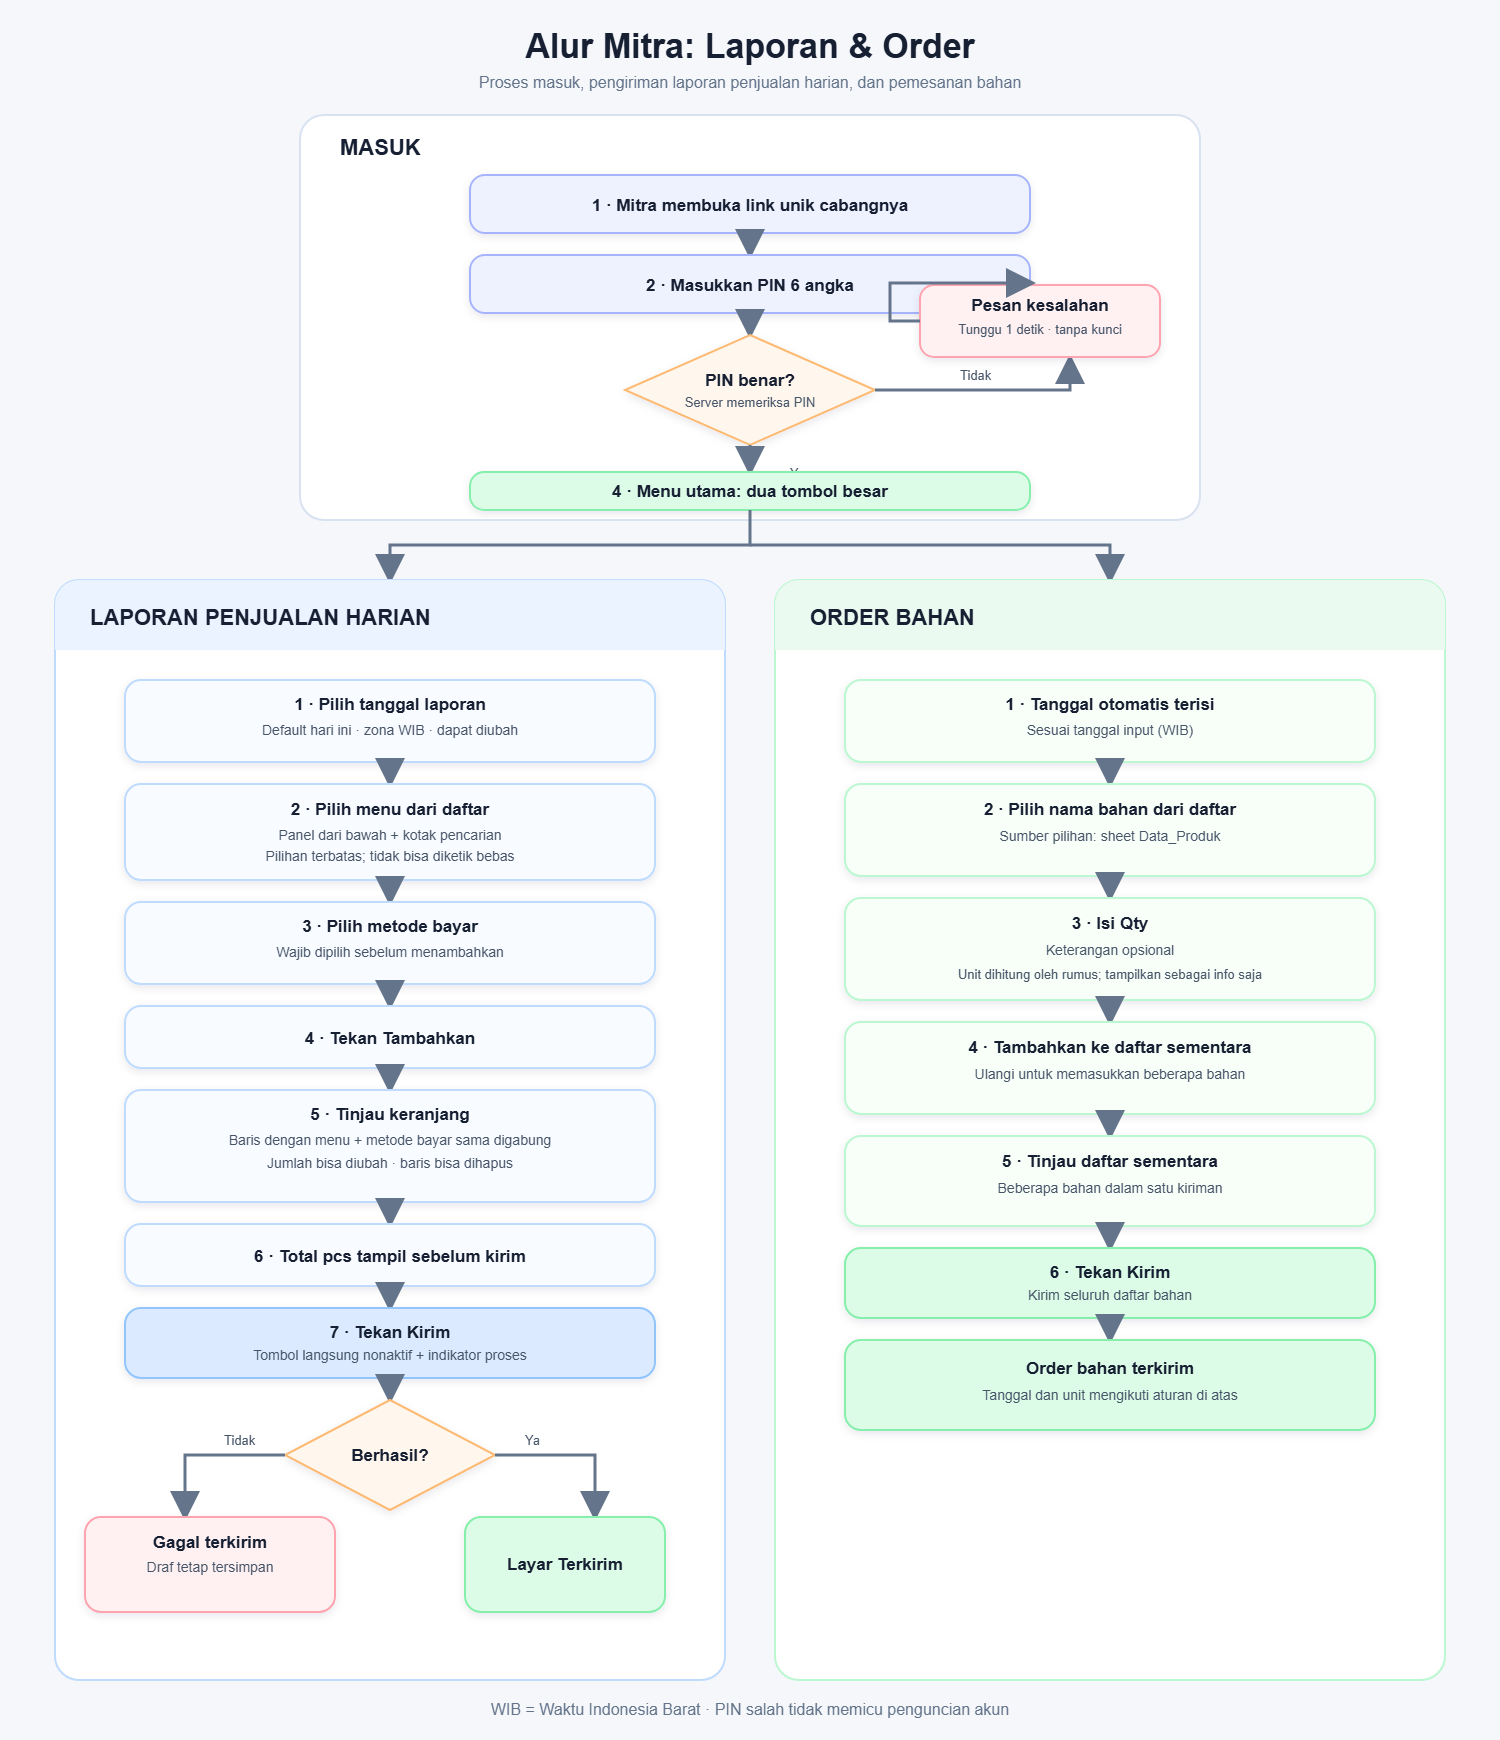 Alur Mitra: Laporan & Order
Proses masuk, pengiriman laporan penjualan harian, dan pemesanan bahan
MASUK
1 · Mitra membuka link unik cabangnya
2 · Masukkan PIN 6 angka
Pesan kesalahan
Tunggu 1 detik · tanpa kunci
PIN benar?
Server memeriksa PIN
Tidak
4 · Menu utama: dua tombol besar
LAPORAN PENJUALAN HARIAN
1 · Pilih tanggal laporan
Default hari ini · zona WIB · dapat diubah
2 · Pilih menu dari daftar
Panel dari bawah + kotak pencarian
Pilihan terbatas; tidak bisa diketik bebas
3 · Pilih metode bayar
Wajib dipilih sebelum menambahkan
4 · Tekan Tambahkan
5 · Tinjau keranjang
Baris dengan menu + metode bayar sama digabung
Jumlah bisa diubah · baris bisa dihapus
6 · Total pcs tampil sebelum kirim
7 · Tekan Kirim
Tombol langsung nonaktif + indikator proses
Berhasil?
Tidak
Ya
Gagal terkirim
Draf tetap tersimpan
Layar Terkirim
ORDER BAHAN
1 · Tanggal otomatis terisi
Sesuai tanggal input (WIB)
2 · Pilih nama bahan dari daftar
Sumber pilihan: sheet Data_Produk
3 · Isi Qty
Keterangan opsional
Unit dihitung oleh rumus; tampilkan sebagai info saja
4 · Tambahkan ke daftar sementara
Ulangi untuk memasukkan beberapa bahan
5 · Tinjau daftar sementara
Beberapa bahan dalam satu kiriman
6 · Tekan Kirim
Kirim seluruh daftar bahan
Order bahan terkirim
Tanggal dan unit mengikuti aturan di atas
WIB = Waktu Indonesia Barat · PIN salah tidak memicu penguncian akun